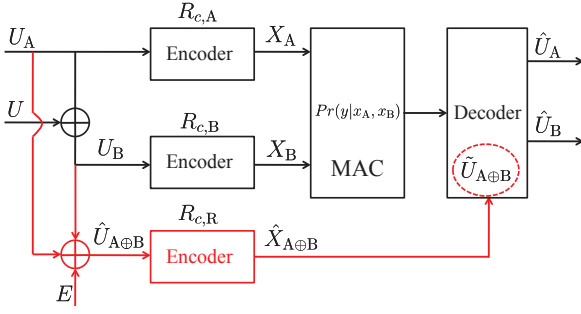 R_{c,A}
U_A
Encoder
X_A
Û_A
U
R_{c,B}
Pr(y|x_A, x_B)
Decoder
U_B
Encoder
X_B
MAC
Û_B
Ũ_{A⊕B}
R_{c,R}
Û_{A⊕B}
Encoder
X̂_{A⊕B}
E